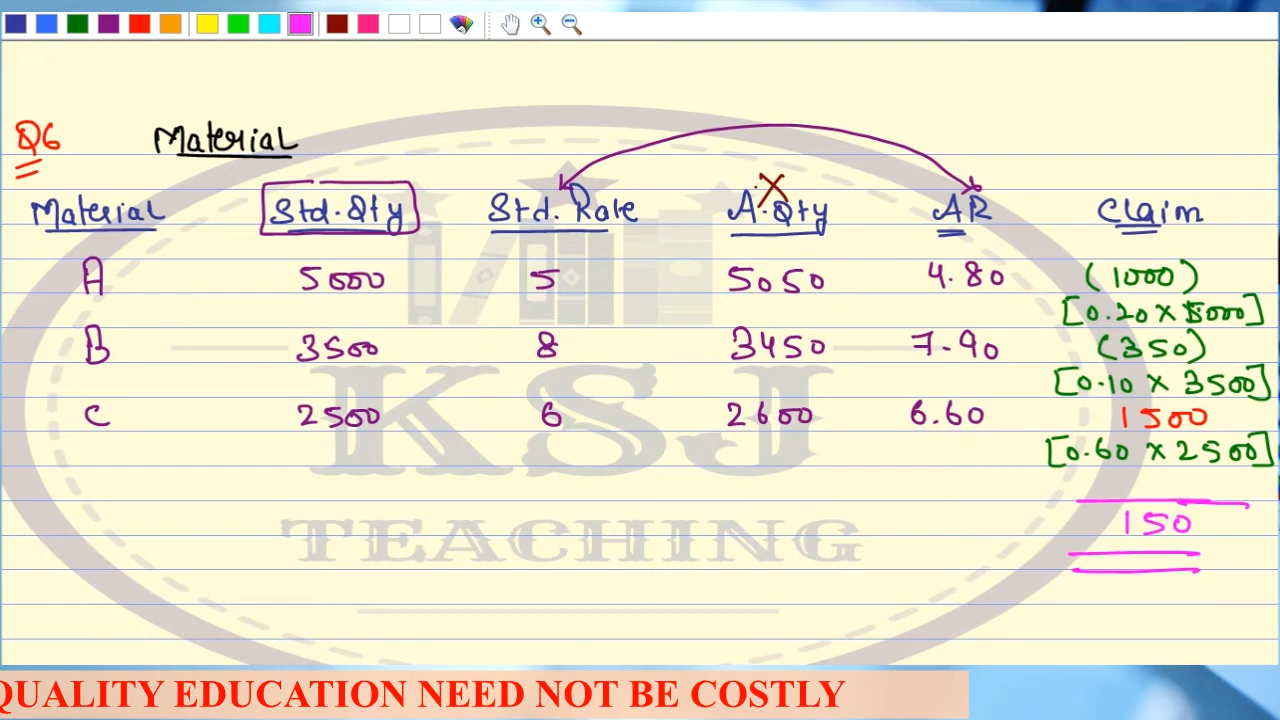 Q6 Material
Material Std. Qty Std. Rate A. Qty AR Claim
A 5000 5 5050 4.80 (1000)
[0.20 x 5000]
B 3500 8 3450 7.90 (350)
[0.10 x 3500]
C 2500 6 2600 6.60 1500
[0.60 x 2500]
150
KSJ
TEACHING
QUALITY EDUCATION NEED NOT BE COSTLY